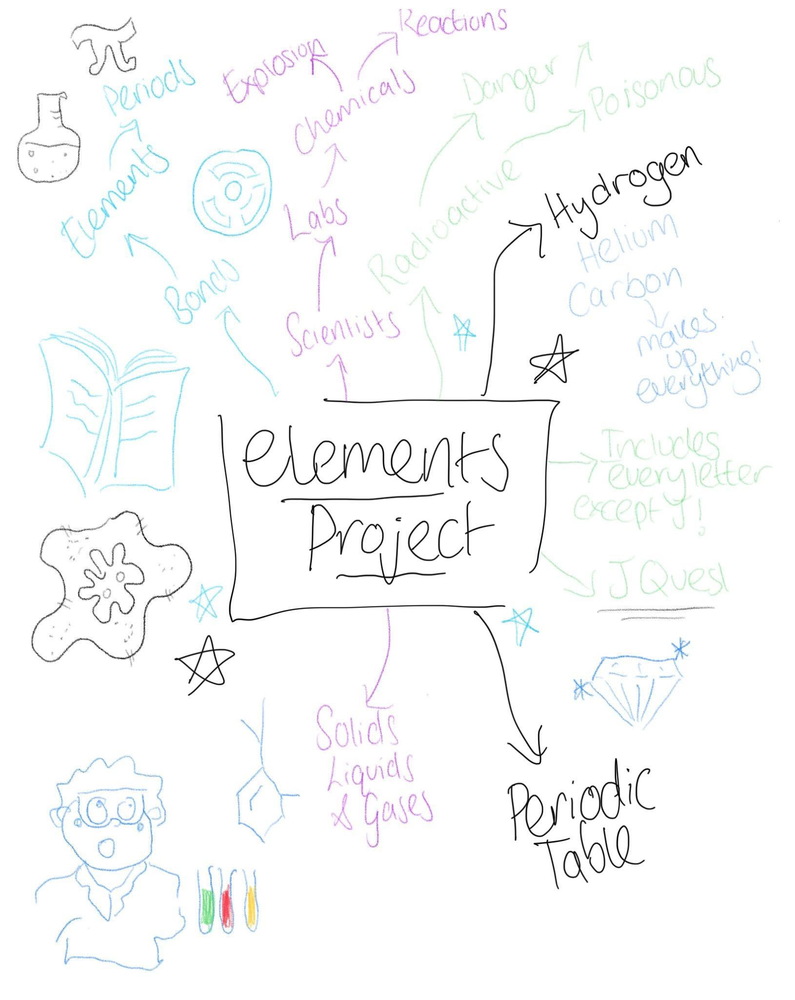 Reactions
Explosion
Periods
Chemicals
Danger
Poisonous
Elements
Labs
Radioactive
Hydrogen
Helium
Carbon
Bonds
Scientists
makes
up
everything!
elements
Project
Includes
every letter
except J!
J Quest
Solids
Liquids
& Gases
Periodic
Table